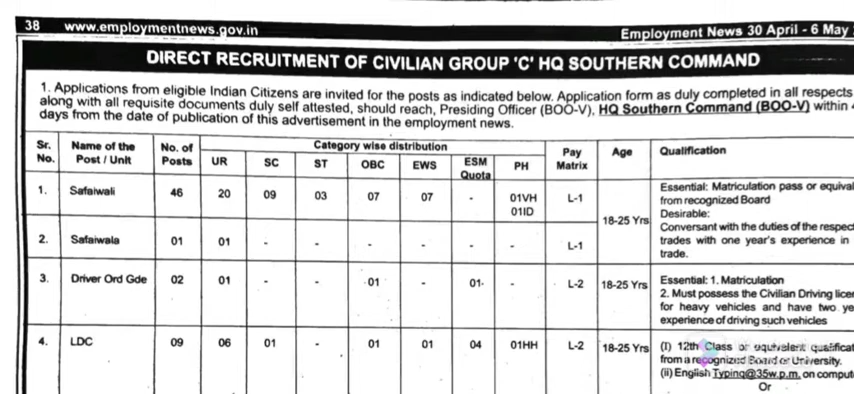 38 www.employmentnews.gov.in
Employment News 30 April - 6 May
DIRECT RECRUITMENT OF CIVILIAN GROUP 'C' HQ SOUTHERN COMMAND
1. Applications from eligible Indian Citizens are invited for the posts as indicated below. Application form as duly completed in all respects
along with all requisite documents duly self attested, should reach, Presiding Officer (BOO-V), HQ Southern Command (BOO-V) within
days from the date of publication of this advertisement in the employment news.
Sr. No. Name of the Post / Unit No. of Posts Category wise distribution Pay Matrix Age Qualification
UR SC ST OBC EWS ESM Quota PH
1. Safaiwali 46 20 09 03 07 07 - 01VH 01ID L-1 18-25 Yrs Essential: Matriculation pass or equival
from recognized Board
Desirable:
Conversant with the duties of the respect
trades with one year's experience in
trade.
2. Safaiwala 01 01 - - - - - - L-1
3. Driver Ord Gde 02 01 - - 01 - 01 - L-2 18-25 Yrs Essential: 1. Matriculation
2. Must possess the Civilian Driving licen
for heavy vehicles and have two ye
experience of driving such vehicles
4. LDC 09 06 01 - 01 01 04 01HH L-2 18-25 Yrs (I) 12th Class or equivalent qualificat
from a recognized Board or University.
(ii) English Typing@35w.p.m. on compute
Or